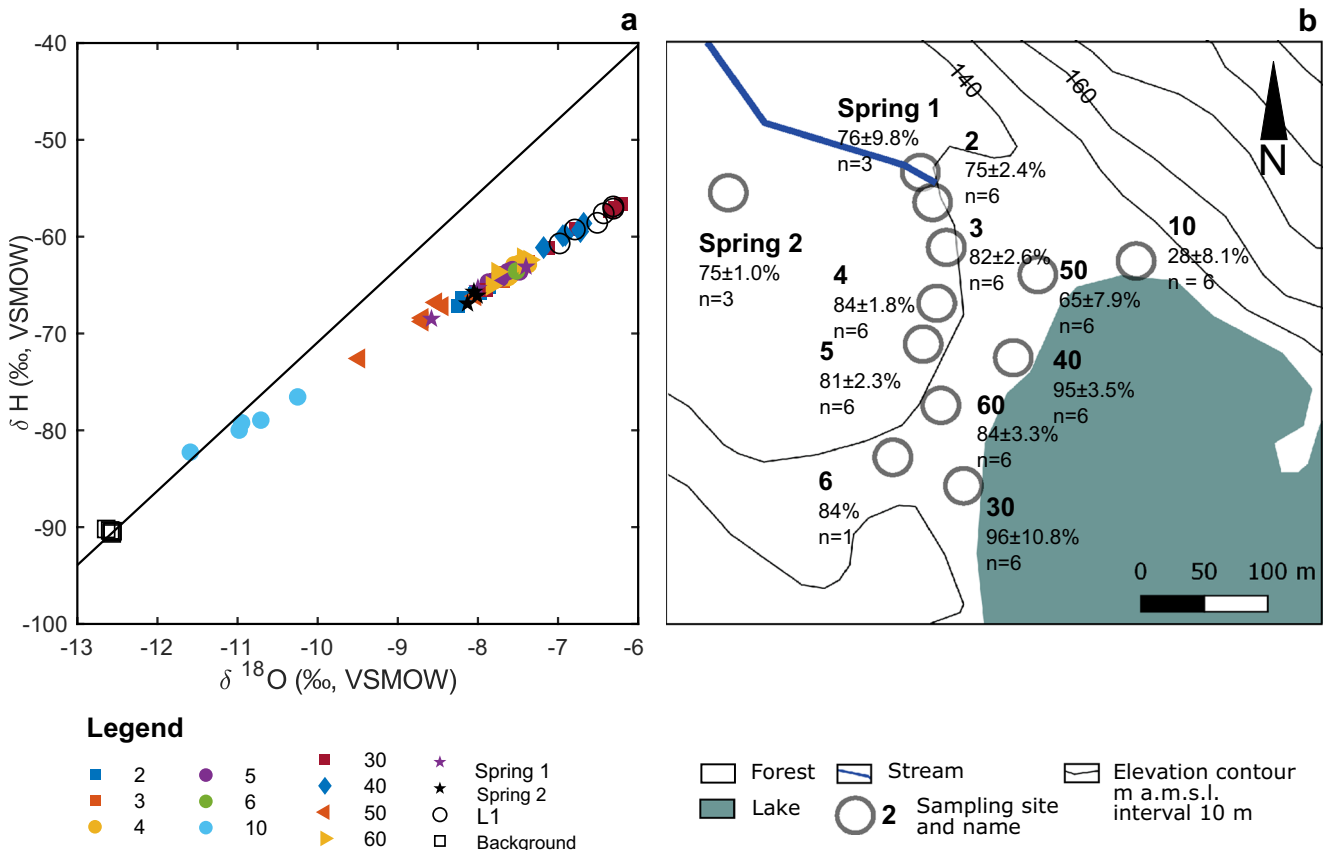 a
b
-40
-50
-60
-70
-80
-90
-100
δ H (‰, VSMOW)
-13
-12
-11
-10
-9
-8
-7
-6
δ 18O (‰, VSMOW)
140
160
N
Spring 1
76±9.8%
n=3
2
75±2.4%
n=6
3
82±2.6%
n=6
10
28±8.1%
n = 6
Spring 2
75±1.0%
n=3
4
84±1.8%
n=6
50
65±7.9%
n=6
5
81±2.3%
n=6
40
95±3.5%
n=6
60
84±3.3%
n=6
6
84%
n=1
30
96±10.8%
n=6
0 50 100 m
Legend
2
3
4
5
6
10
30
40
50
60
Spring 1
Spring 2
L1
Background
Forest
Lake
Stream
2 Sampling site
and name
Elevation contour
m a.m.s.l.
interval 10 m